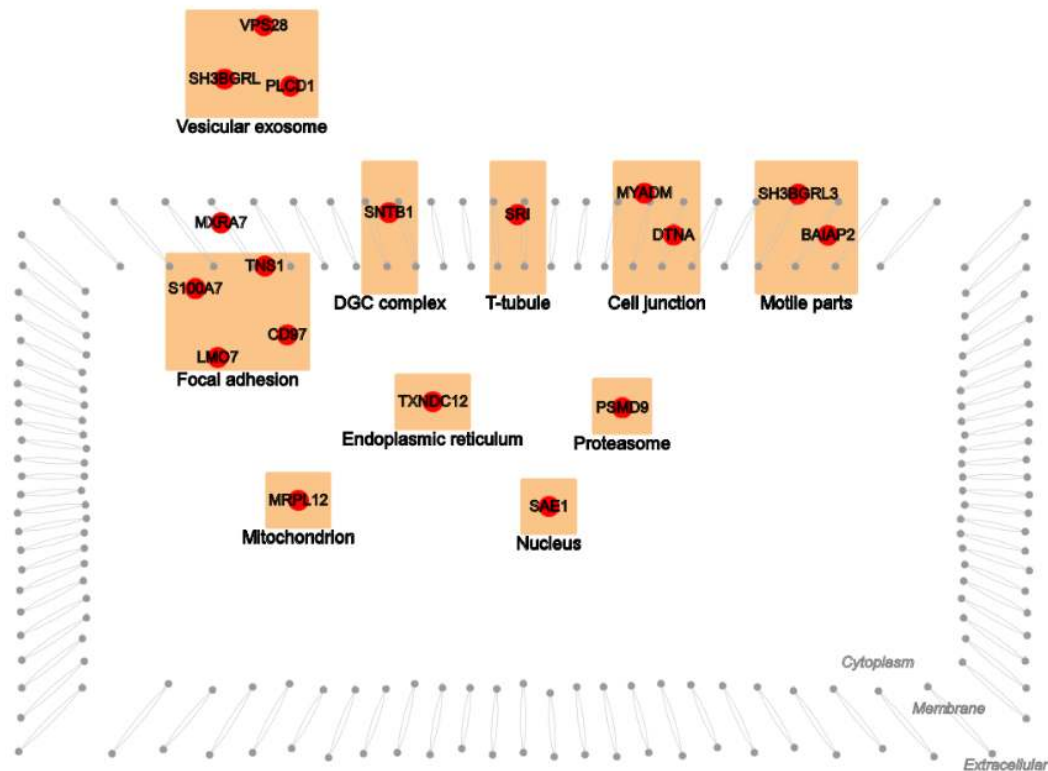 VPS28
SH3BGRL
PLCD1
Vesicular exosome
MXRA7
SNTB1
SRI
MYADM
DTNA
SH3BGRL3
BAIAP2
TNS1
S100A7
CD97
LMO7
Focal adhesion
DGC complex
T-tubule
Cell junction
Motile parts
TXNDC12
Endoplasmic reticulum
PSMD9
Proteasome
MRPL12
Mitochondrion
SAE1
Nucleus
Cytoplasm
Membrane
Extracellular